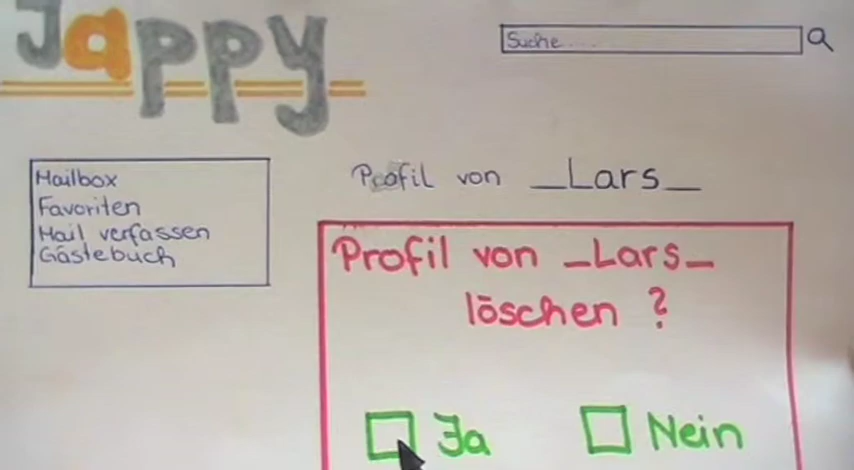 Jappy
Suche...
Mailbox
Favoriten
Mail verfassen
Gästebuch
Profil von _Lars_
Profil von _Lars_
löschen ?
Ja
Nein